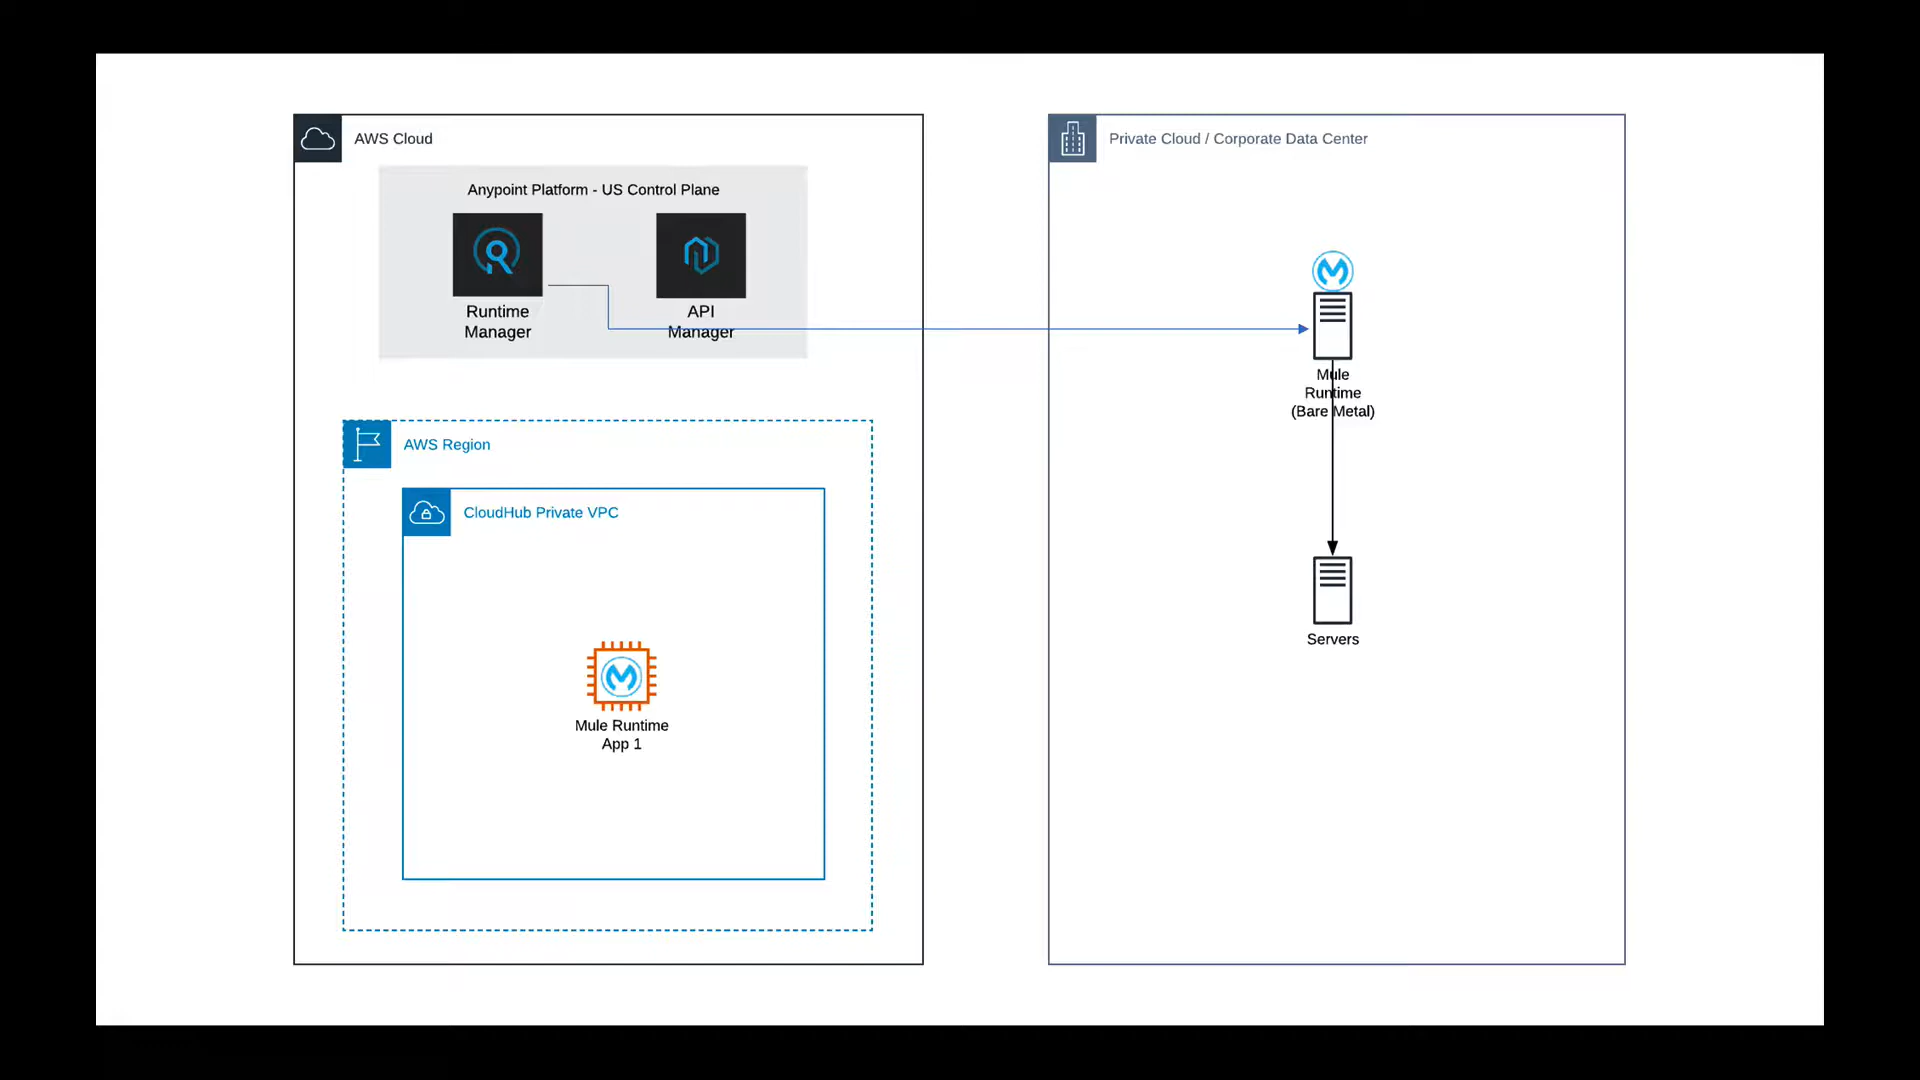 AWS Cloud
Anypoint Platform - US Control Plane
Runtime
Manager
API
Manager
AWS Region
CloudHub Private VPC
Mule Runtime
App 1
Private Cloud / Corporate Data Center
Mule
Runtime
(Bare Metal)
Servers